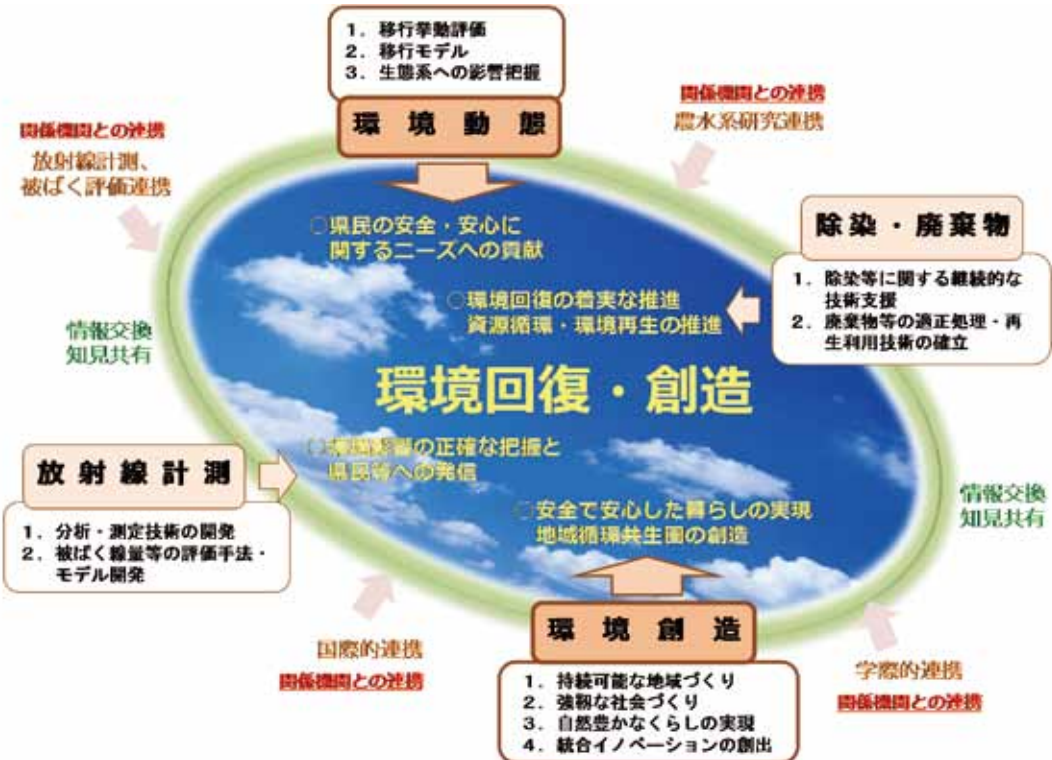 1. 移行挙動評価
2. 移行モデル
3. 生態系への影響把握
環境動態
関係機関との連携
放射線計測、
被ばく評価連携
関係機関との連携
農水系研究連携
○県民の安全・安心に
関するニーズへの貢献
除染・廃棄物
1. 除染等に関する継続的な
技術支援
2. 廃棄物等の適正処理・再
生利用技術の確立
○環境回復の着実な推進
資源循環・環境再生の推進
情報交換
知見共有
環境回復・創造
放射線計測
1. 分析・測定技術の開発
2. 被ばく線量等の評価手法・
モデル開発
○環境影響の正確な把握と
県民等への発信
○安全で安心した暮らしの実現
地域循環共生圏の創造
情報交換
知見共有
環境創造
1. 持続可能な地域づくり
2. 強靱な社会づくり
3. 自然豊かなくらしの実現
4. 統合イノベーションの創出
国際的連携
関係機関との連携
学際的連携
関係機関との連携